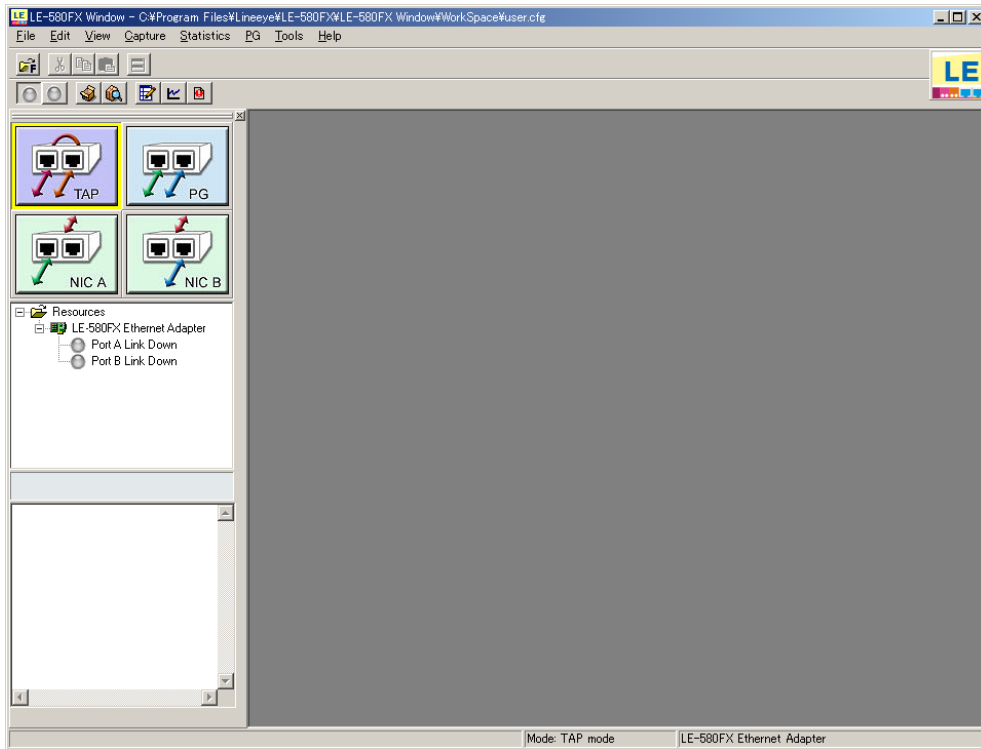 LE LE-580FX Window - C:¥Program Files¥Lineeye¥LE-580FX¥LE-580FX Window¥WorkSpace¥user.cfg
File Edit View Capture Statistics PG Tools Help
LE
TAP PG
NIC A NIC B
Resources
LE-580FX Ethernet Adapter
Port A Link Down
Port B Link Down
Mode: TAP mode LE-580FX Ethernet Adapter